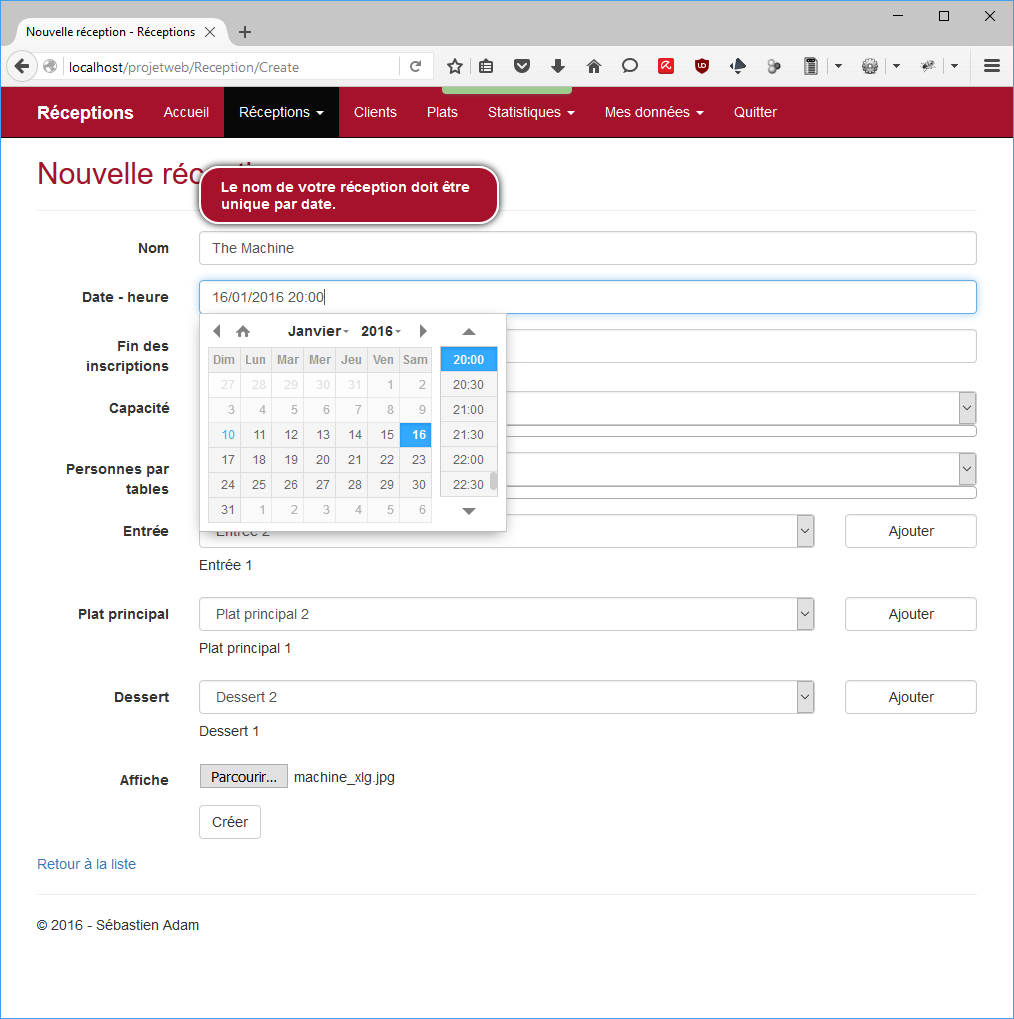 Nouvelle réception - Réceptions
localhost/projetweb/Reception/Create
Réceptions Accueil Réceptions Clients Plats Statistiques Mes données Quitter
Nouvelle
Le nom de votre réception doit être
unique par date.
Nom The Machine
Date - heure 16/01/2016 20:00
Janvier 2016
Dim Lun Mar Mer Jeu Ven Sam 20:00
27 28 29 30 31 1 2 20:30
3 4 5 6 7 8 9 21:00
10 11 12 13 14 15 16 21:30
17 18 19 20 21 22 23 22:00
24 25 26 27 28 29 30 22:30
31 1 2 3 4 5 6
Fin des
inscriptions
Capacité
Personnes par
tables
Entrée Entrée 2 Ajouter
Entrée 1
Plat principal Plat principal 2 Ajouter
Plat principal 1
Dessert Dessert 2 Ajouter
Dessert 1
Affiche Parcourir... machine_xlg.jpg
Créer
Retour à la liste
© 2016 - Sébastien Adam